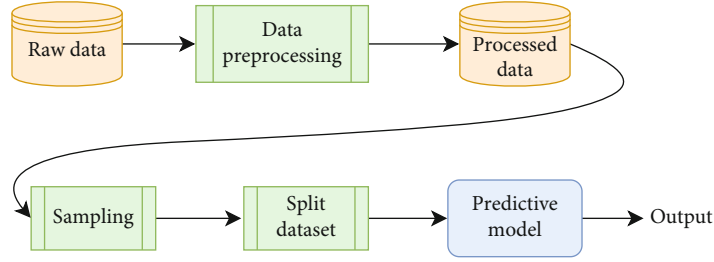 Raw data
Data
preprocessing
Processed
data
Sampling
Split
dataset
Predictive
model
Output